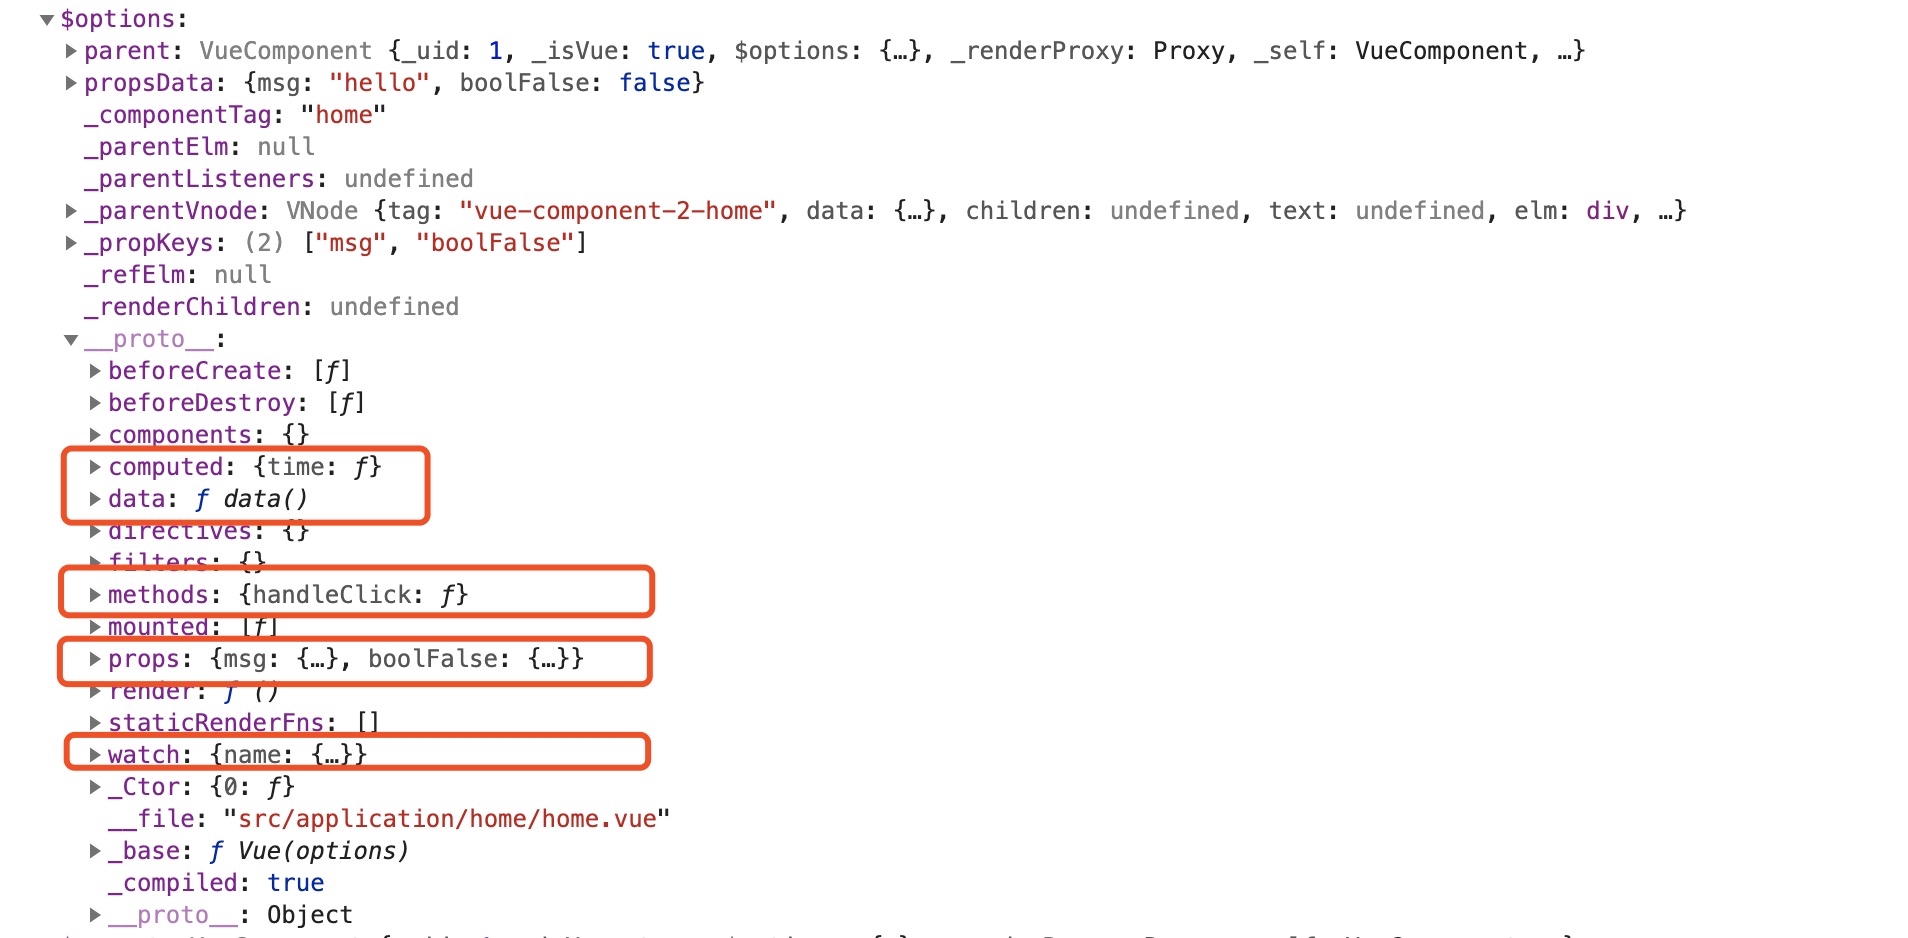 ▼$options:
▶parent: VueComponent {_uid: 1, _isVue: true, $options: {…}, _renderProxy: Proxy, _self: VueComponent, …}
▶propsData: {msg: "hello", boolFalse: false}
_componentTag: "home"
_parentElm: null
_parentListeners: undefined
▶_parentVnode: VNode {tag: "vue-component-2-home", data: {…}, children: undefined, text: undefined, elm: div, …}
▶_propKeys: (2) ["msg", "boolFalse"]
_refElm: null
_renderChildren: undefined
▼__proto__:
▶beforeCreate: [ƒ]
▶beforeDestroy: [ƒ]
▶components: {}
▶computed: {time: ƒ}
▶data: ƒ data()
▶directives: {}
▶filters: {}
▶methods: {handleClick: ƒ}
▶mounted: [ƒ]
▶props: {msg: {…}, boolFalse: {…}}
▶render: ƒ ()
▶staticRenderFns: []
▶watch: {name: {…}}
▶_Ctor: {0: ƒ}
__file: "src/application/home/home.vue"
▶_base: ƒ Vue(options)
_compiled: true
▶__proto__: Object